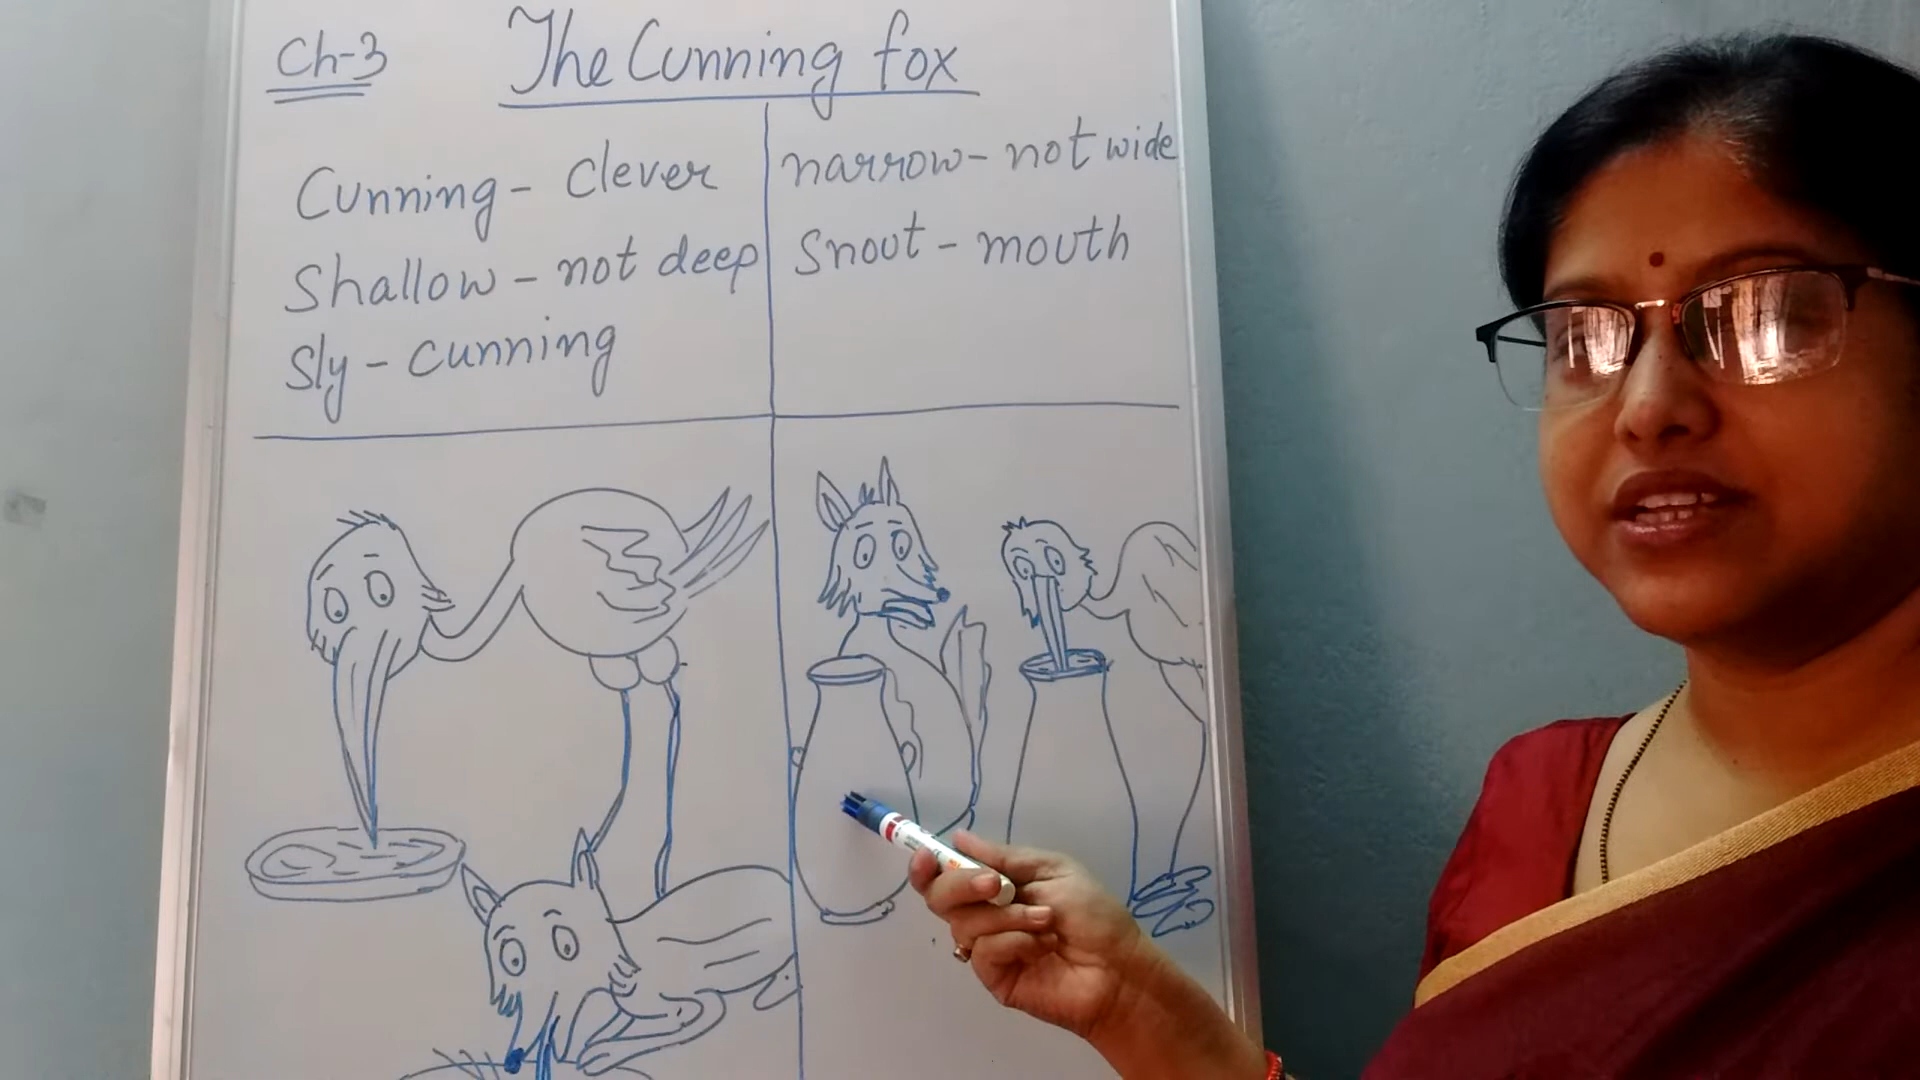 Ch-3 The Cunning fox
Cunning - Clever
Shallow - not deep
Sly - cunning
narrow - not wide
Snout - mouth